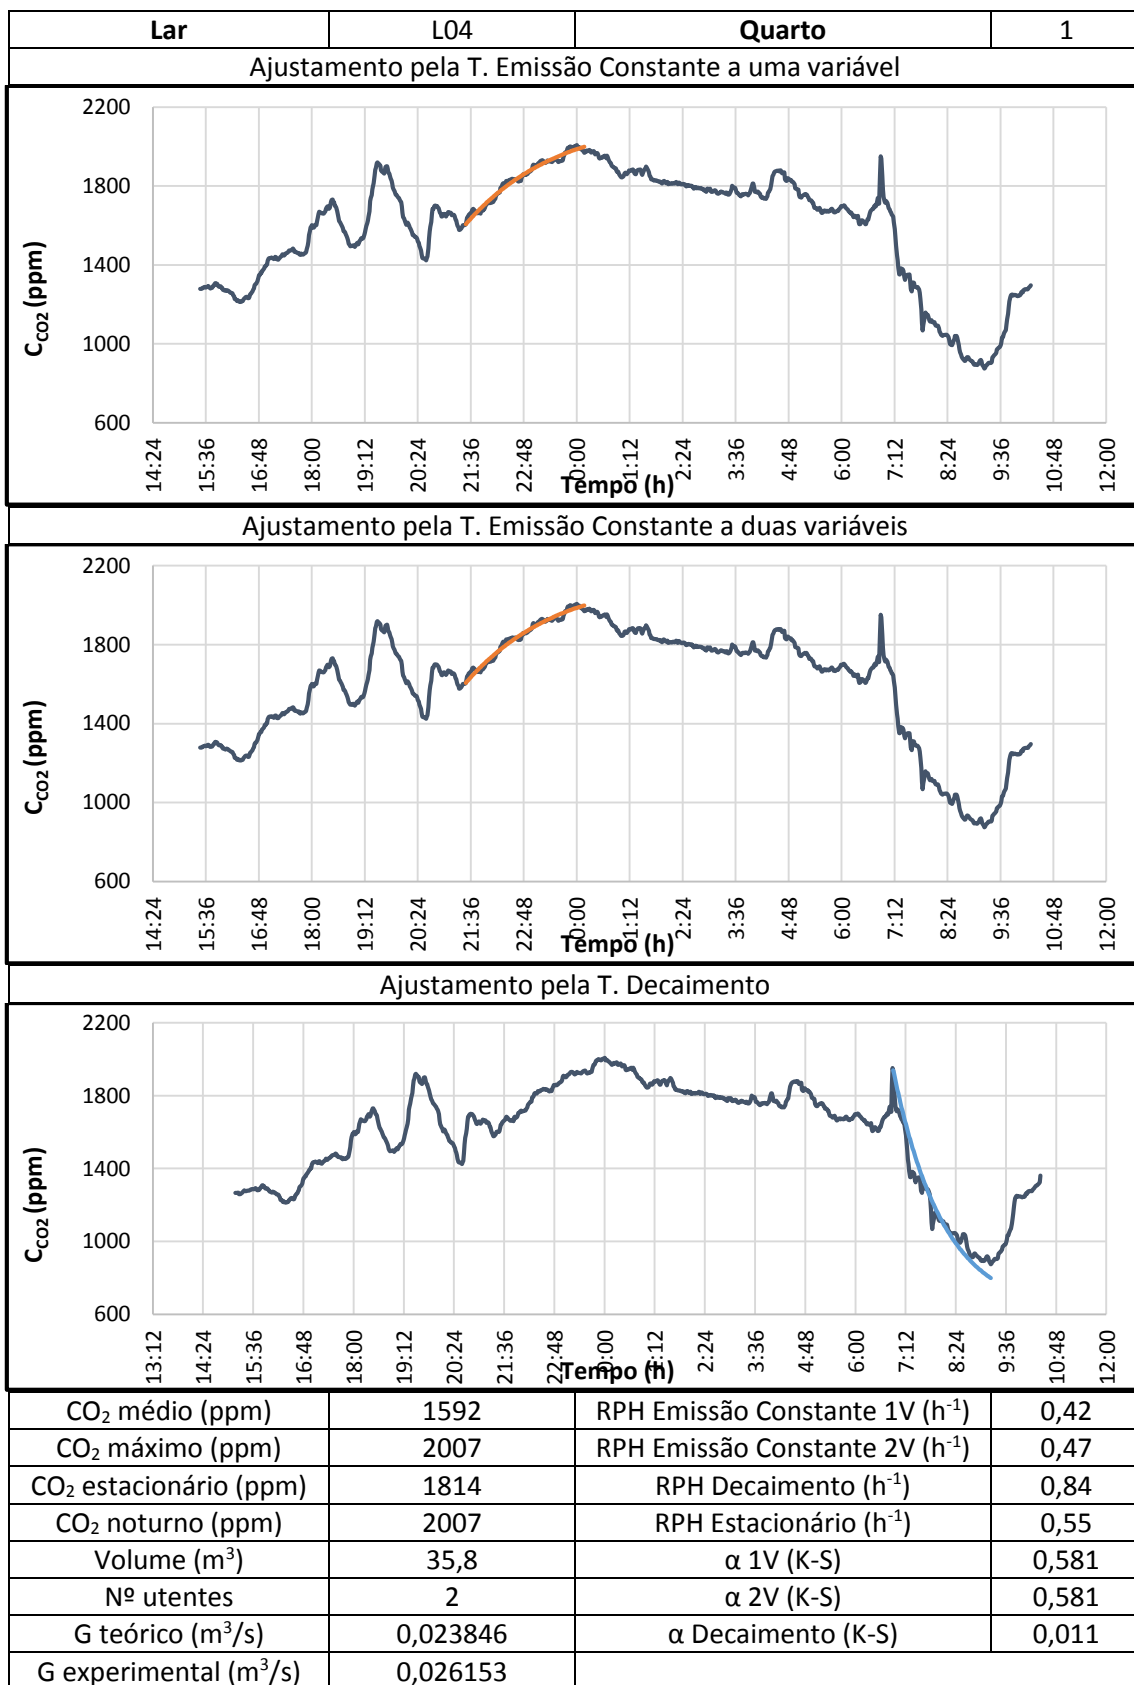 Lar L04 Quarto 1
Ajustamento pela T. Emissão Constante a uma variável
2200
1800
1400
1000
600
C_CO2 (ppm)
14:24 15:36 16:48 18:00 19:12 20:24 21:36 22:48 0:00 1:12 2:24 3:36 4:48 6:00 7:12 8:24 9:36 10:48 12:00
Tempo (h)
Ajustamento pela T. Emissão Constante a duas variáveis
2200
1800
1400
1000
600
C_CO2 (ppm)
14:24 15:36 16:48 18:00 19:12 20:24 21:36 22:48 0:00 1:12 2:24 3:36 4:48 6:00 7:12 8:24 9:36 10:48 12:00
Tempo (h)
Ajustamento pela T. Decaimento
2200
1800
1400
1000
600
C_CO2 (ppm)
13:12 14:24 15:36 16:48 18:00 19:12 20:24 21:36 22:48 0:00 1:12 2:24 3:36 4:48 6:00 7:12 8:24 9:36 10:48 12:00
Tempo (h)
CO₂ médio (ppm) 1592 RPH Emissão Constante 1V (h⁻¹) 0,42
CO₂ máximo (ppm) 2007 RPH Emissão Constante 2V (h⁻¹) 0,47
CO₂ estacionário (ppm) 1814 RPH Decaimento (h⁻¹) 0,84
CO₂ noturno (ppm) 2007 RPH Estacionário (h⁻¹) 0,55
Volume (m³) 35,8 α 1V (K-S) 0,581
Nº utentes 2 α 2V (K-S) 0,581
G teórico (m³/s) 0,023846 α Decaimento (K-S) 0,011
G experimental (m³/s) 0,026153